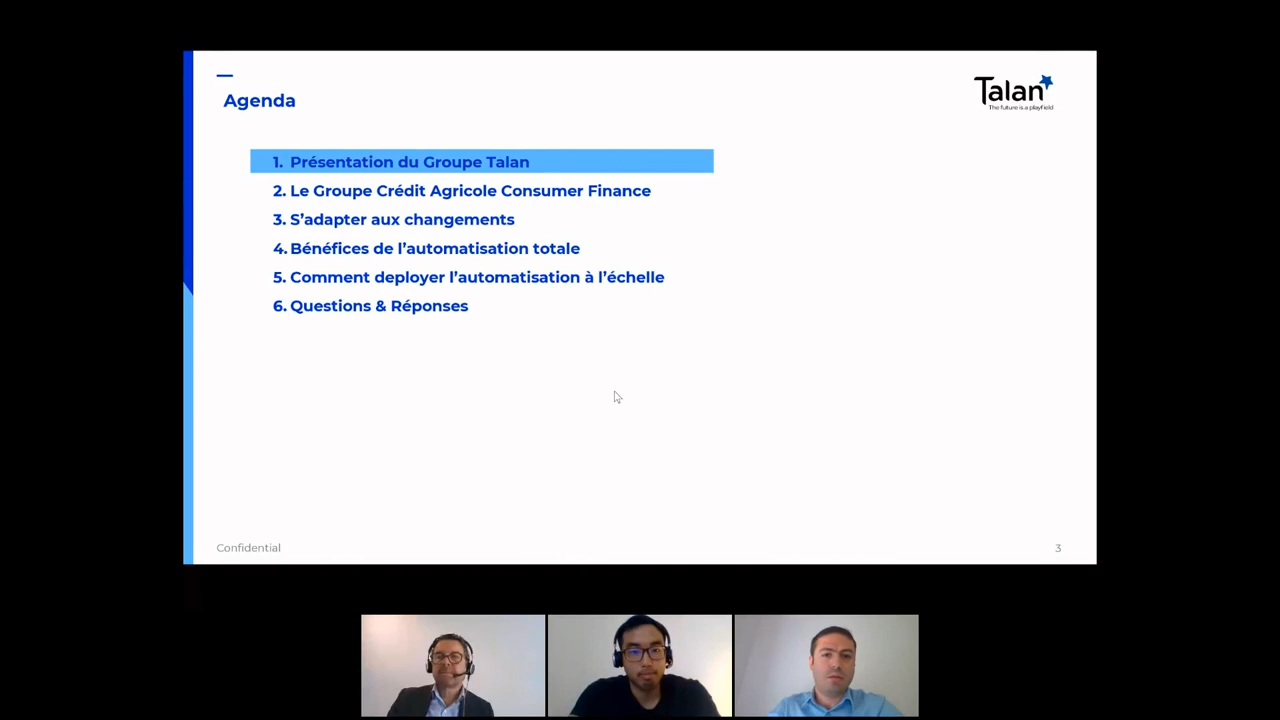 Agenda
Talan
The future is a playfield
1. Présentation du Groupe Talan
2. Le Groupe Crédit Agricole Consumer Finance
3. S’adapter aux changements
4. Bénéfices de l’automatisation totale
5. Comment deployer l’automatisation à l’échelle
6. Questions & Réponses
Confidential
3